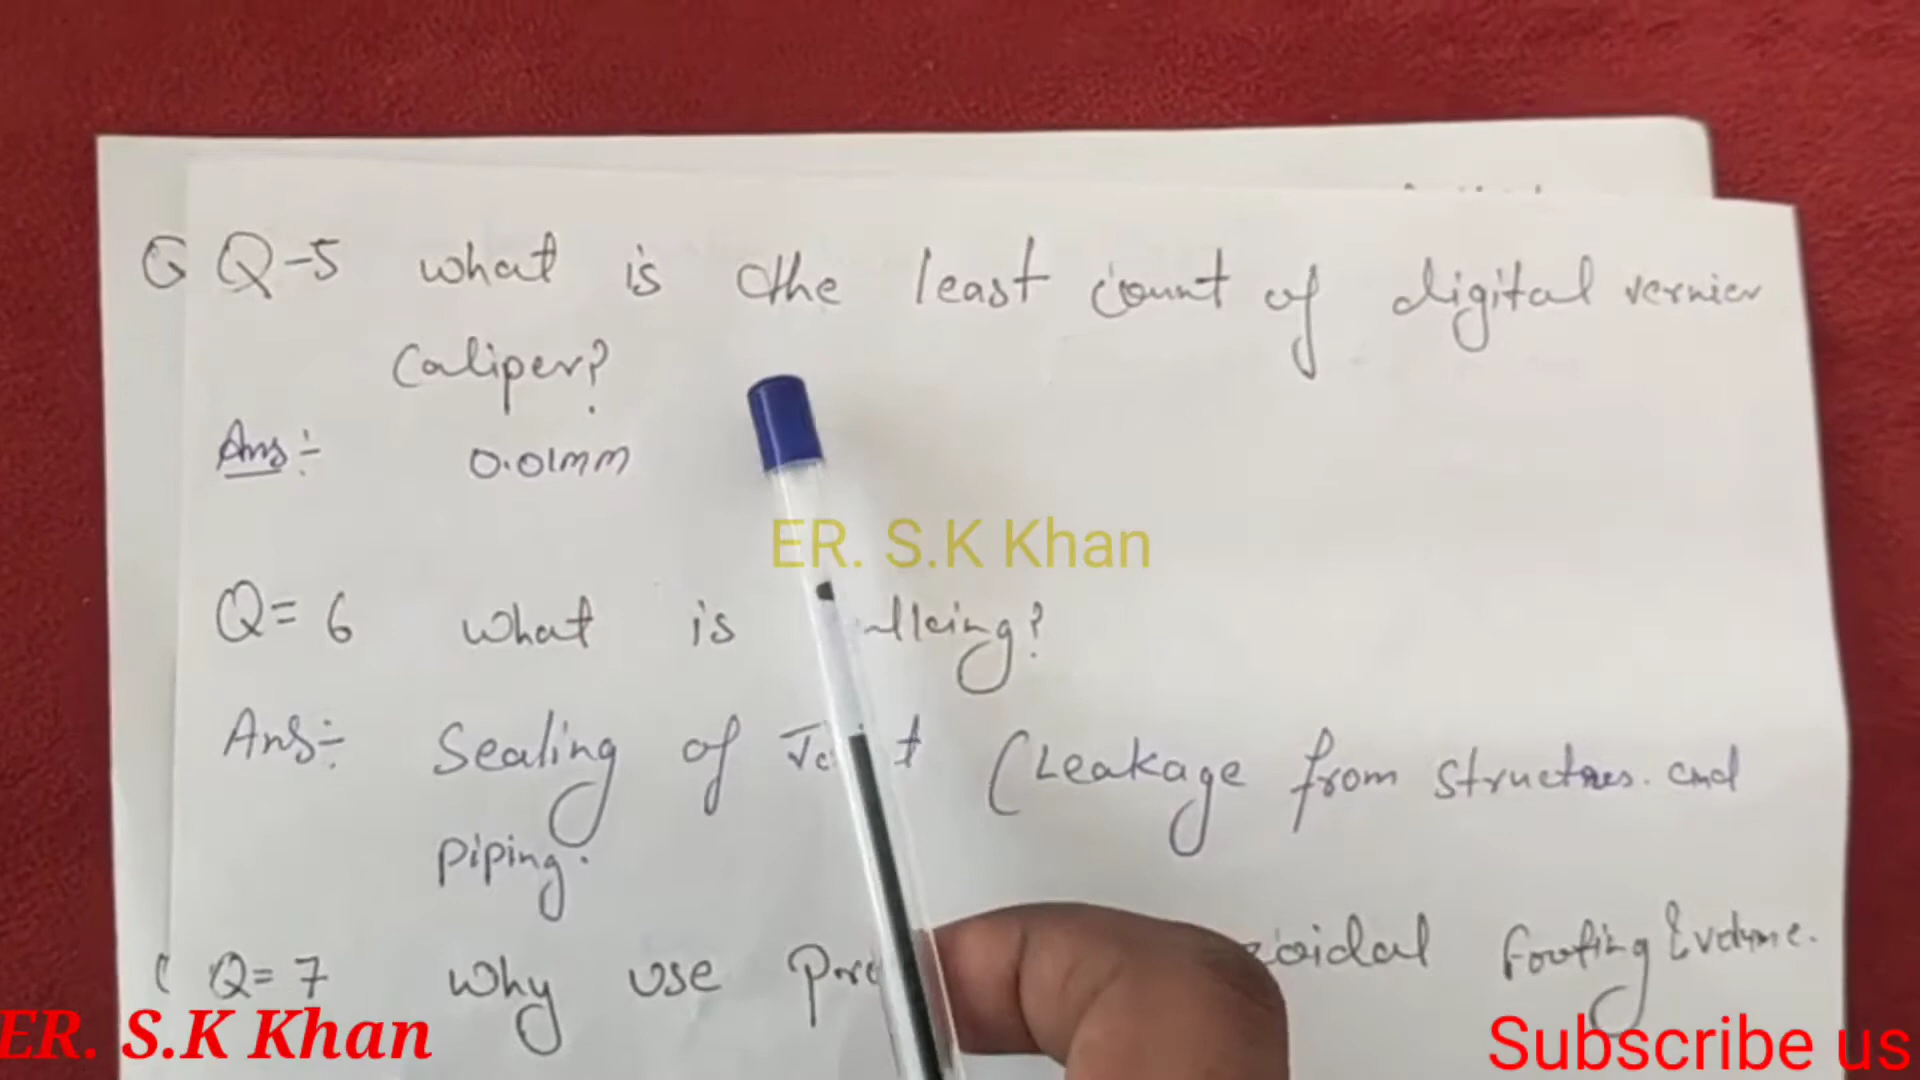 Q Q-5 what is the least count of digital vernier
Caliper?
Ans:- 0.01mm
ER. S.K Khan
Q= 6 what is
Ans:- Sealing of (Leakage from structures. and
Piping.
Q= 7 Why use footing & volume.
ER. S.K Khan
Subscribe us